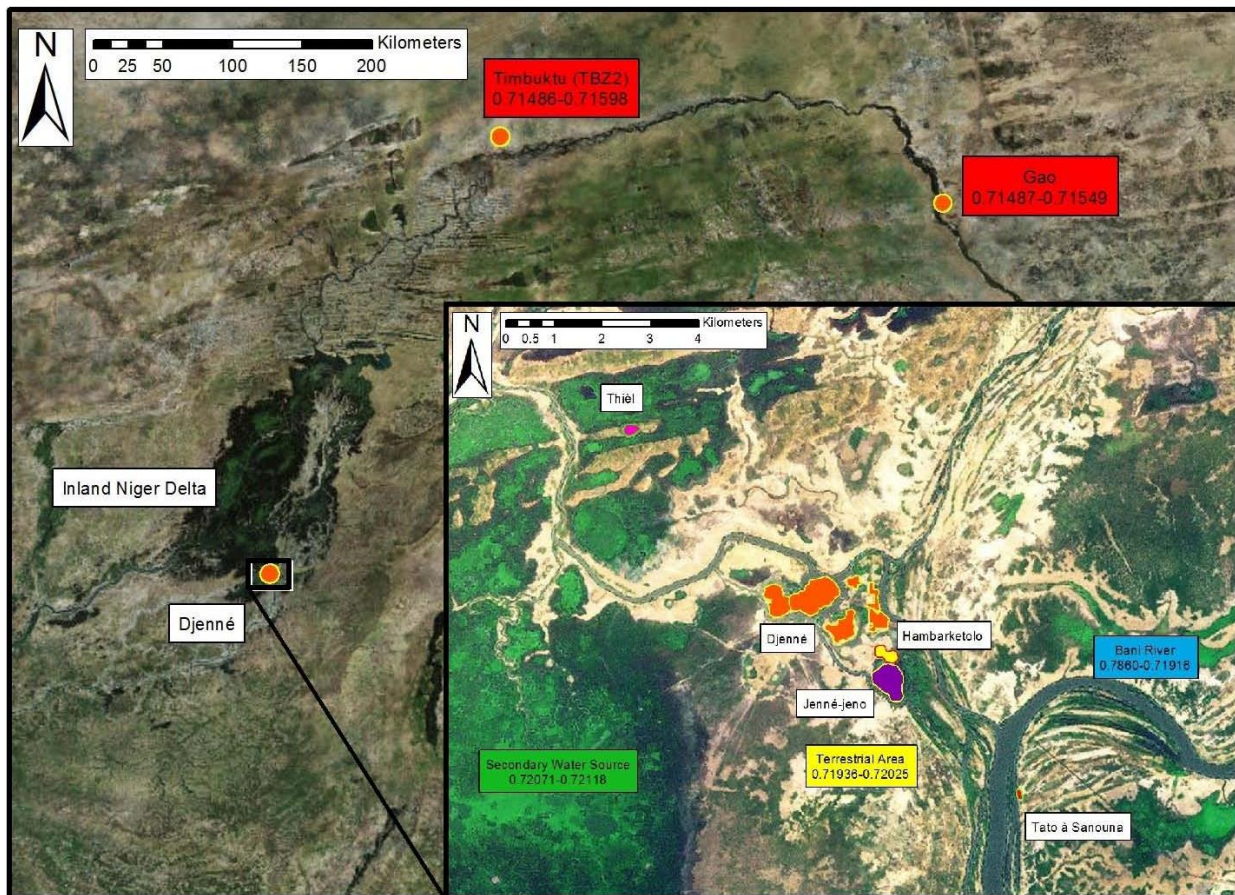 N
Kilometers
0 25 50 100 150 200
Timbuktu (TBZ2)
0.71486-0.71598
Gao
0.71487-0.71549
Inland Niger Delta
Djenné
N
Kilometers
0 0.5 1 2 3 4
Thièl
Djenné
Hambarketolo
Bani River
0.7860-0.71916
Jenné-jeno
Secondary Water Source
0.72071-0.72118
Terrestrial Area
0.71936-0.72025
Tato à Sanouna